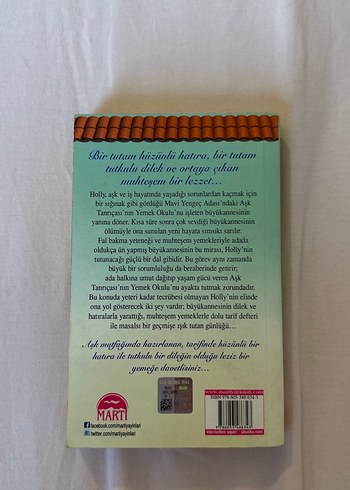 Bir tutam hüzünlü hatıra, bir tutam
tutkulu dilek ve ortaya çıkan
muhteşem bir lezzet...
Holly, aşk ve iş hayatında yaşadığı sorunlardan kaçmak için
bir sığınak gibi gördüğü Mavi Yengeç Adası'ndaki Aşk
Tanrıçası'nın Yemek Okulu'nu işleten büyükannesinin
yanına döner. Kısa süre sonra çok sevdiği büyükannesinin
ölümüyle ona sunulan yeni hayata sımsıkı sarılır.
Fal bakma yeteneği ve muhteşem yemekleriyle adada
oldukça ün yapmış büyükannesinin bu mirası, Holly'nin
tutunacağı güçlü bir dal gibidir. Bu görev aynı zamanda
büyük bir sorumluluğu da beraberinde getirir;
ada halkına umut dağıtıp yaşam gücü veren Aşk
Tanrıçası'nın Yemek Okulu'nu ayakta tutmak zorundadır.
Bu konuda yeteri kadar tecrübesi olmayan Holly'nin elinde
ona yol gösterecek iki şey vardır; büyükannesinin dilek ve
hatıralarla yarattığı, muhteşem yemeklerle dolu tarif defteri
ile masalsı bir geçmişe ışık tutan günlüğü...
Aşk mutfağında hazırlanan, tarifinde hüzünlü bir
hatıra ile tutkulu bir dileğin olduğu leziz bir
yemeğe davetlisiniz...
MARTI
facebook.com/martiyayinlari
twitter.com/martiyayinlari
www.martiyayinlari.com